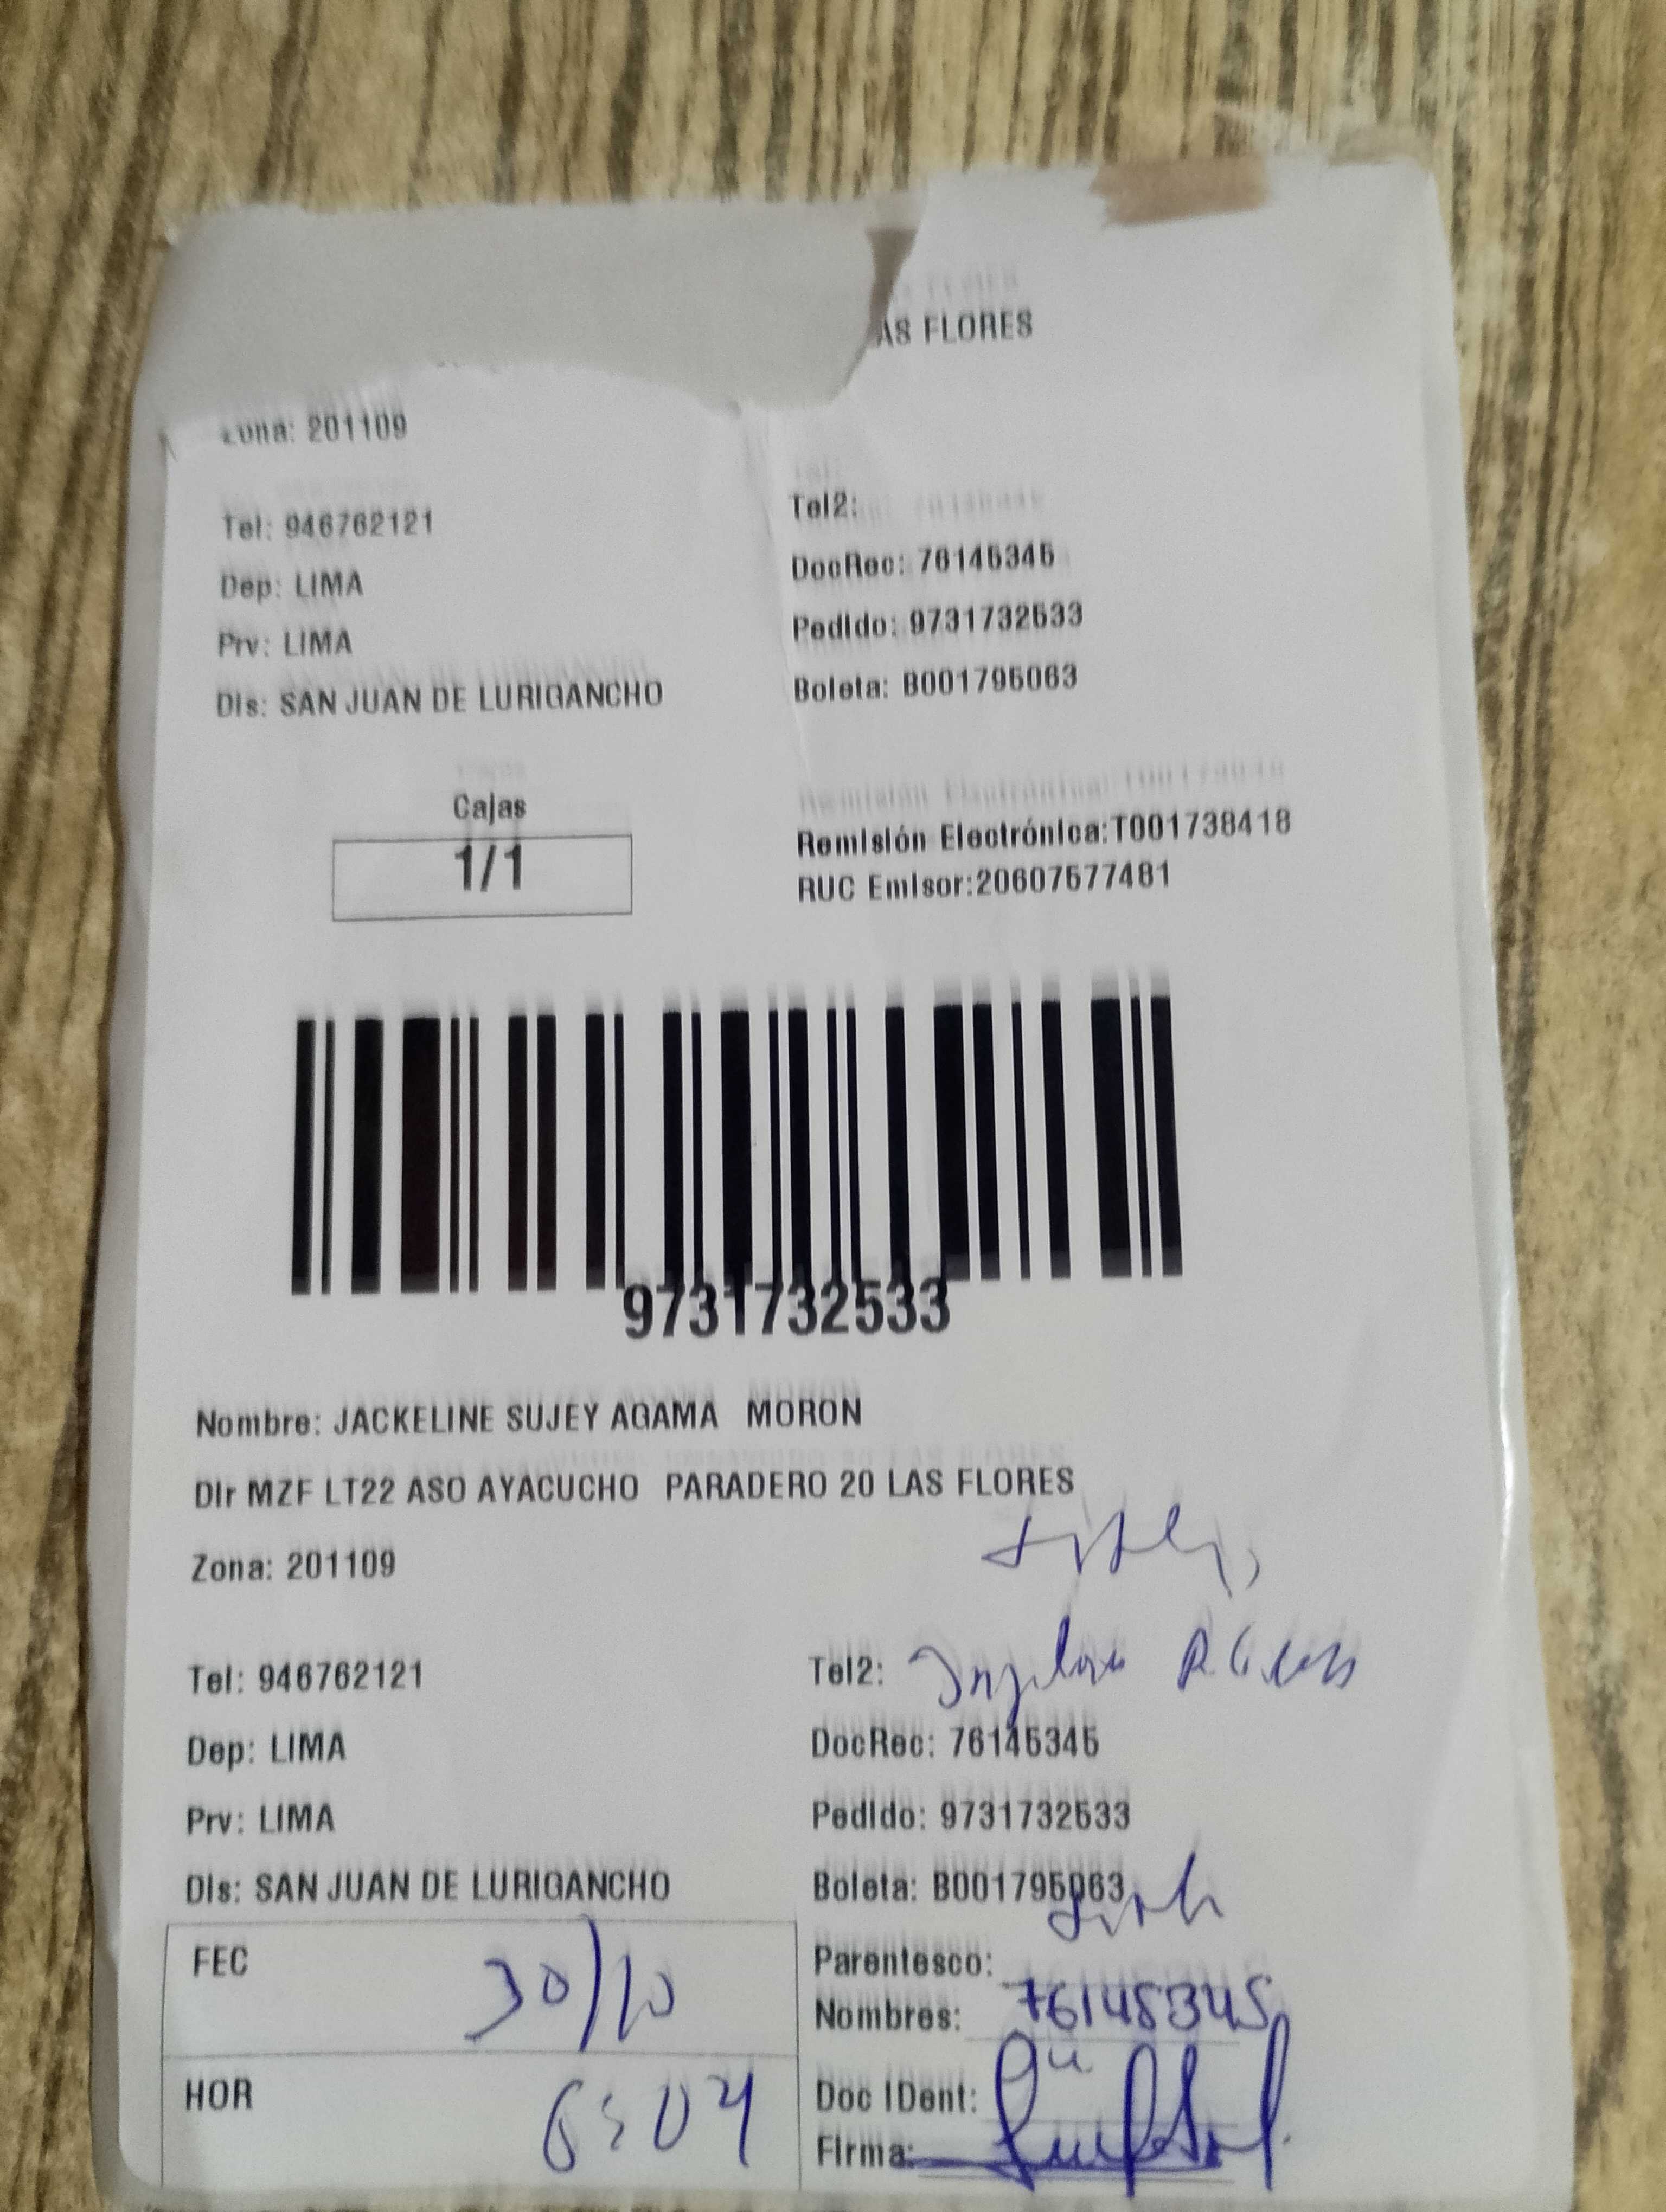 AS FLORES
Zona: 201109
Tel: 946762121
Tel2:
Dep: LIMA
DocRec: 76145345
Prv: LIMA
Pedido: 9731732533
Dis: SAN JUAN DE LURIGANCHO
Boleta: B001795063
Cajas
1/1
Remisión Electrónica:T001738418
RUC Emisor:20607577481
9731732533
Nombre: JACKELINE SUJEY AGAMA MORON
Dir MZF LT22 ASO AYACUCHO PARADERO 20 LAS FLORES
Zona: 201109
Tel: 946762121
Tel2:
Dep: LIMA
DocRec: 76145345
Prv: LIMA
Pedido: 9731732533
Dis: SAN JUAN DE LURIGANCHO
Boleta: B001795063
FEC 30/10
Parentesco:
Nombres: 76145345
HOR 6:04
Doc IDent:
Firma: